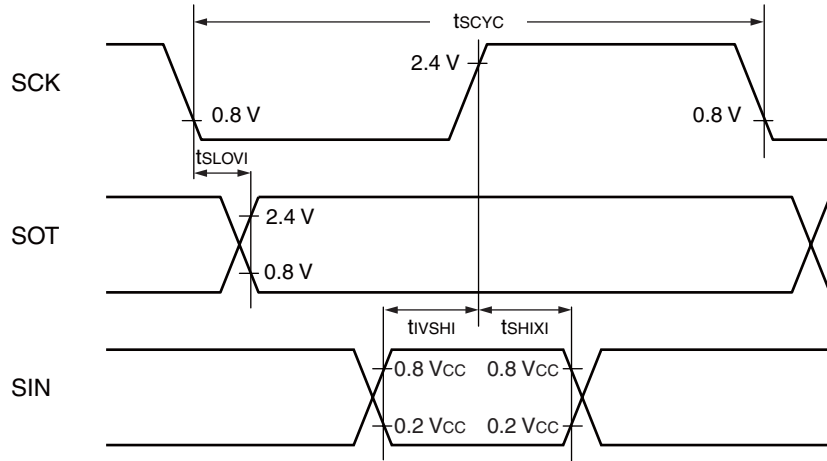 tSCYC
SCK
2.4 V
0.8 V
0.8 V
tSLOVI
SOT
2.4 V
0.8 V
tIVSHI
tSHIXI
SIN
0.8 VCC
0.8 VCC
0.2 VCC
0.2 VCC